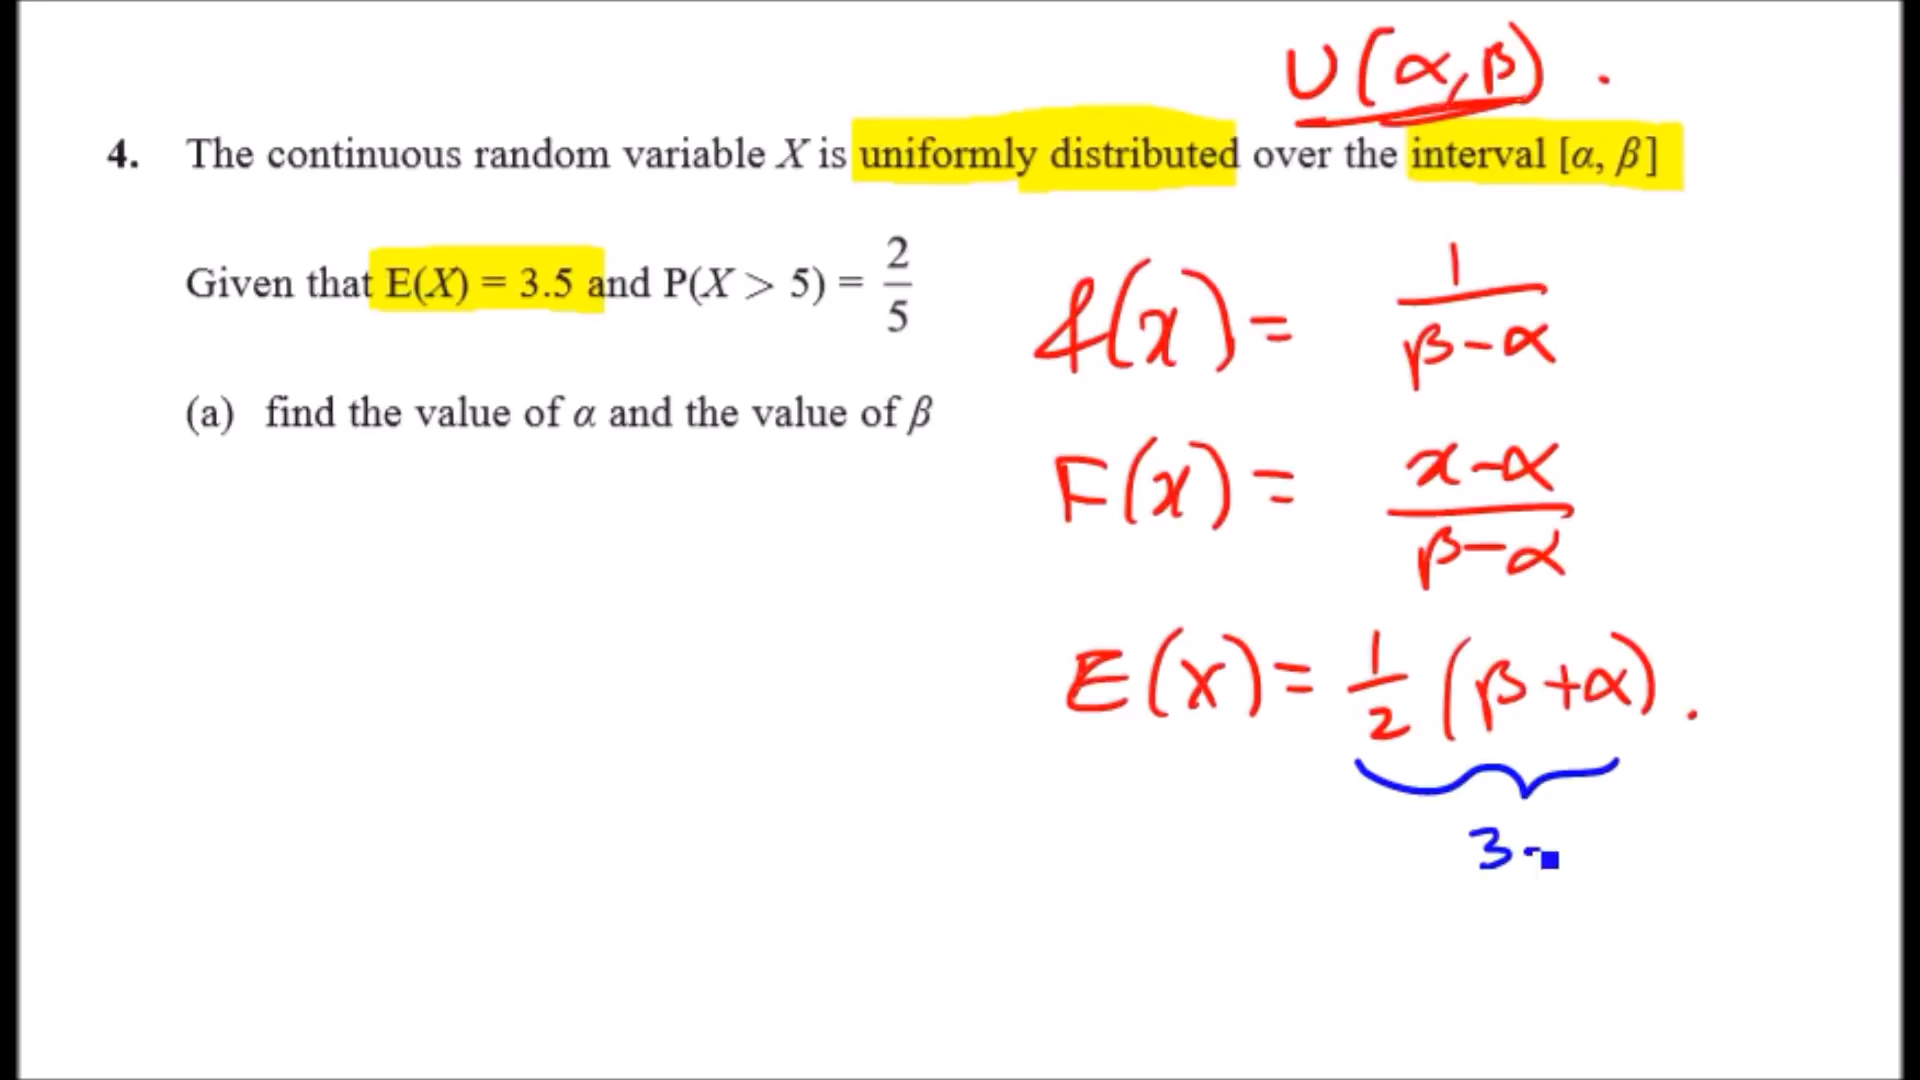 U(α,β) .
4. The continuous random variable X is uniformly distributed over the interval [α, β]
Given that E(X) = 3.5 and P(X > 5) = 2/5
f(x) = 1/(β-α)
(a) find the value of α and the value of β
F(x) = (x-α)/(β-α)
E(X) = 1/2 (β+α) .
3 -